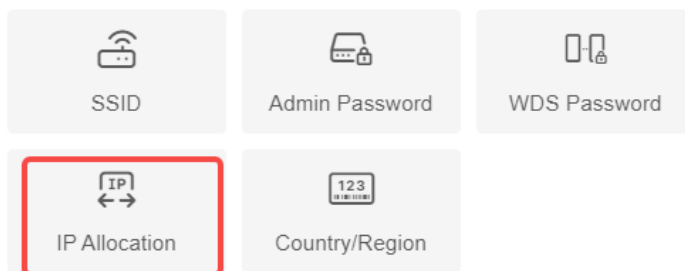 SSID
Admin Password
WDS Password
IP
IP Allocation
123
Country/Region